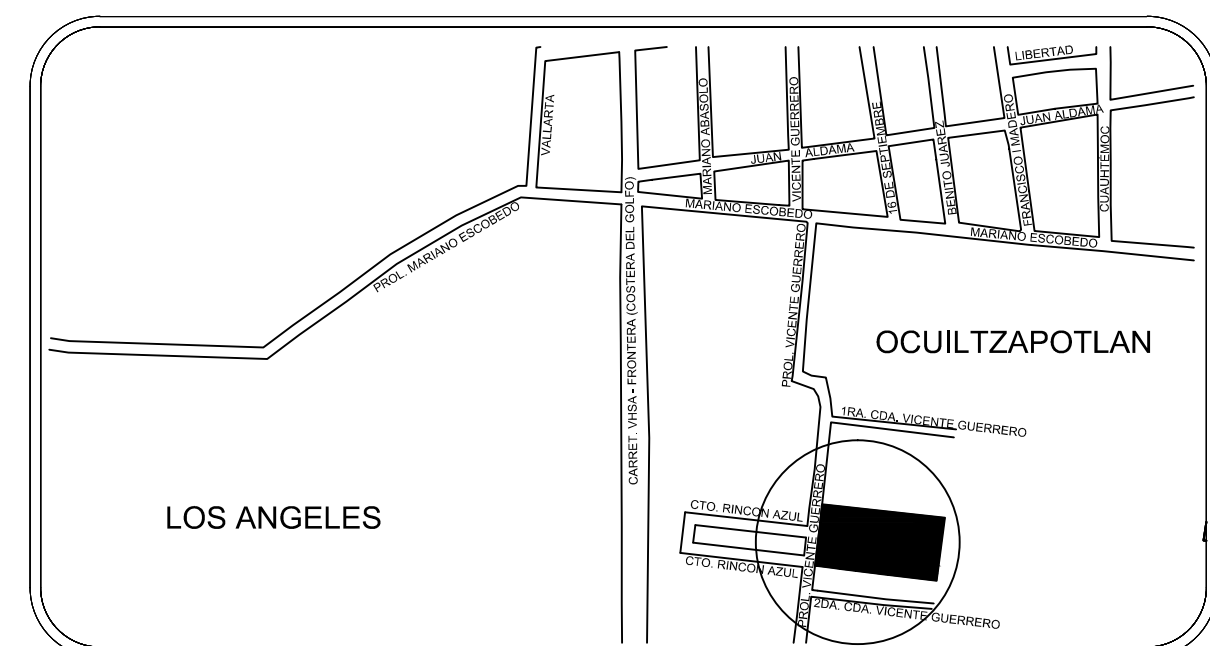 LIBERTAD
VALLARTA
MARIANO ABASOLO
VICENTE GUERRERO
16 DE SEPTIEMBRE
BENITO JUAREZ
FRANCISCO I MADERO
JUAN ALDAMA
CUAUHTEMOC
JUAN ALDAMA
MARIANO ESCOBEDO
MARIANO ESCOBEDO
PROL. MARIANO ESCOBEDO
CARRET. VHSA - FRONTERA (COSTERA DEL GOLFO)
PROL. VICENTE GUERRERO
OCUILTZAPOTLAN
1RA. CDA. VICENTE GUERRERO
LOS ANGELES
CTO. RINCON AZUL
PROL. VICENTE GUERRERO
CTO. RINCON AZUL
2DA. CDA. VICENTE GUERRERO